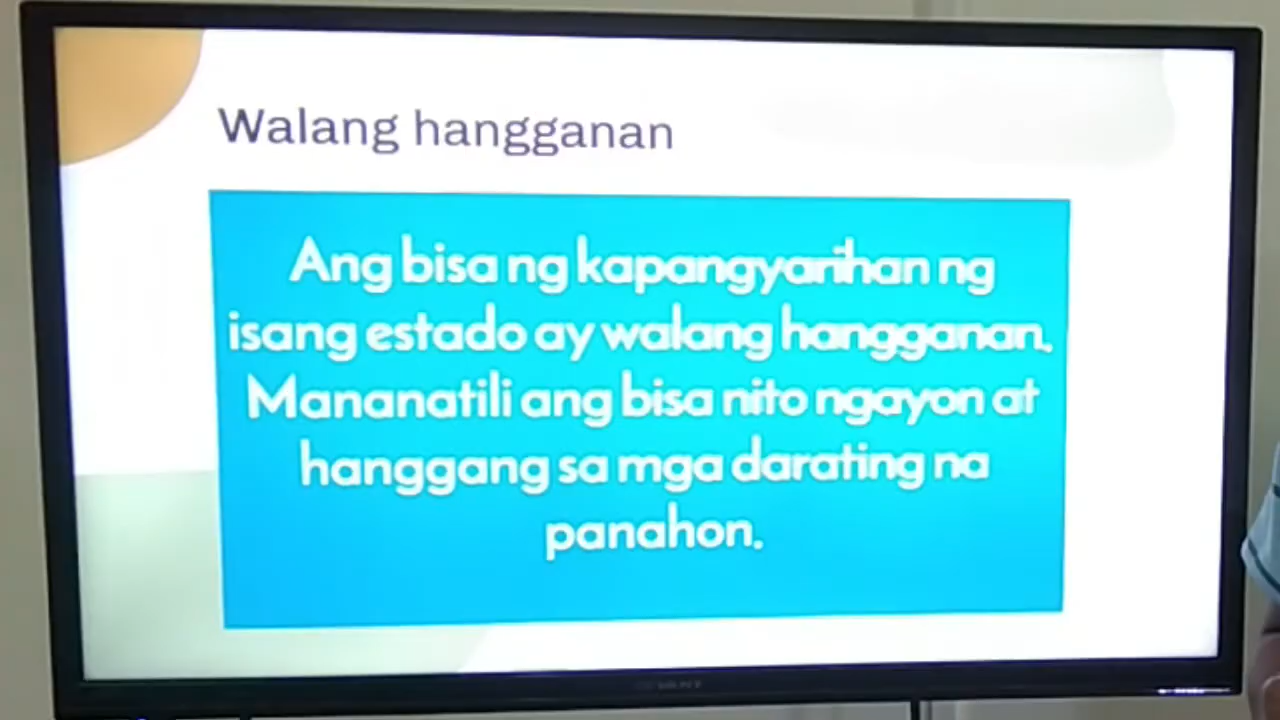 Walang hangganan
Ang bisa ng kapangyarihan ng
isang estado ay walang hangganan.
Mananatili ang bisa nito ngayon at
hanggang sa mga darating na
panahon.